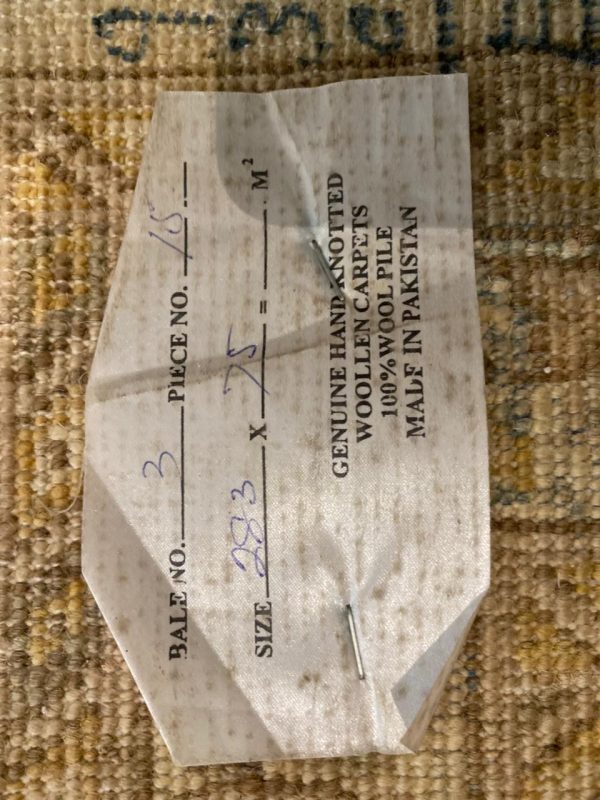 BALE NO. 3 PIECE NO. 15
SIZE 283 X 75 = M²
GENUINE HAND KNOTTED
WOOLLEN CARPETS
100% WOOL PILE
MADE IN PAKISTAN